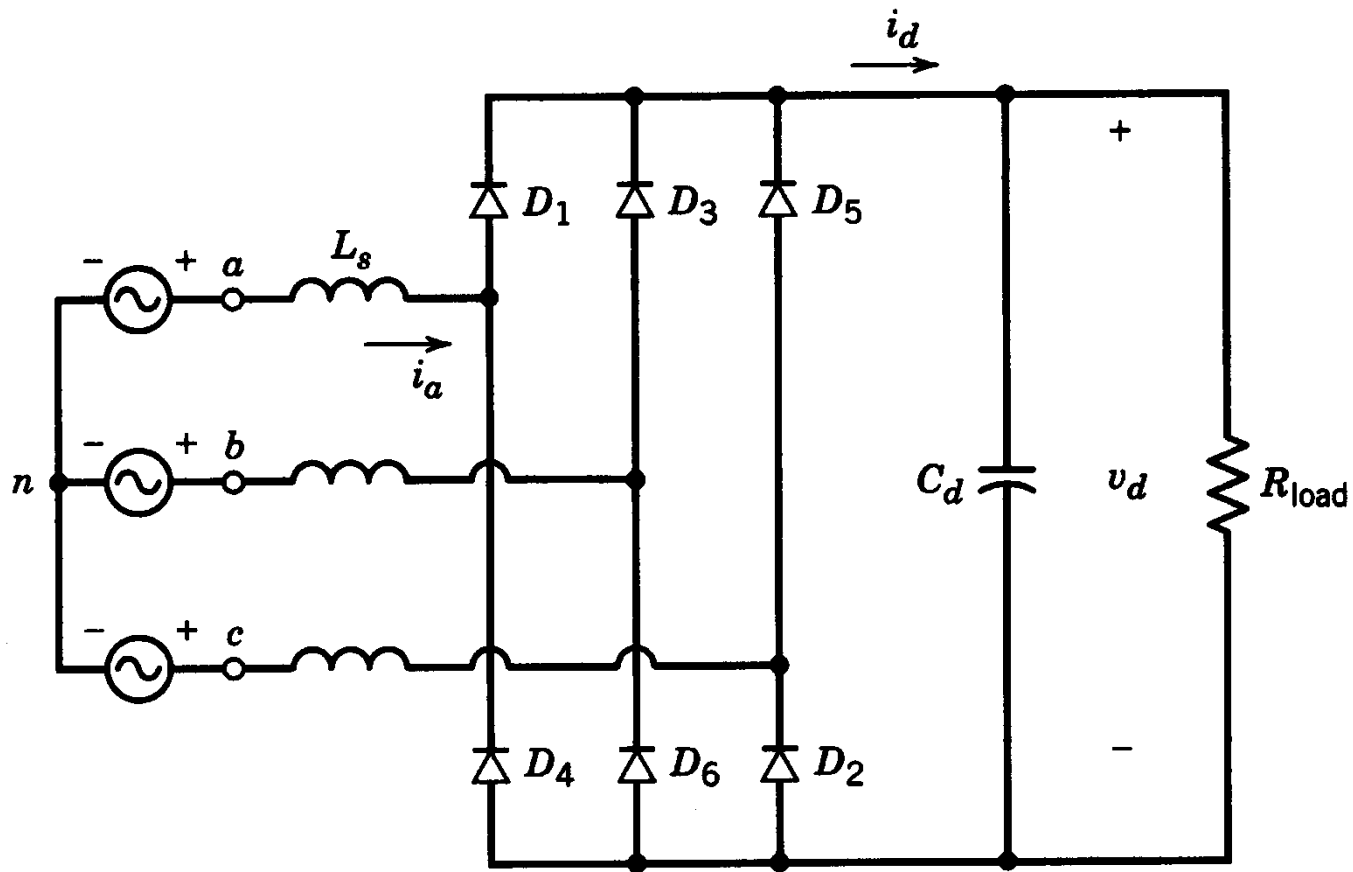 i_d
+
D_1 D_3 D_5
- + a L_s
i_a
- + b
n C_d v_d R_load
- + c
D_4 D_6 D_2 -